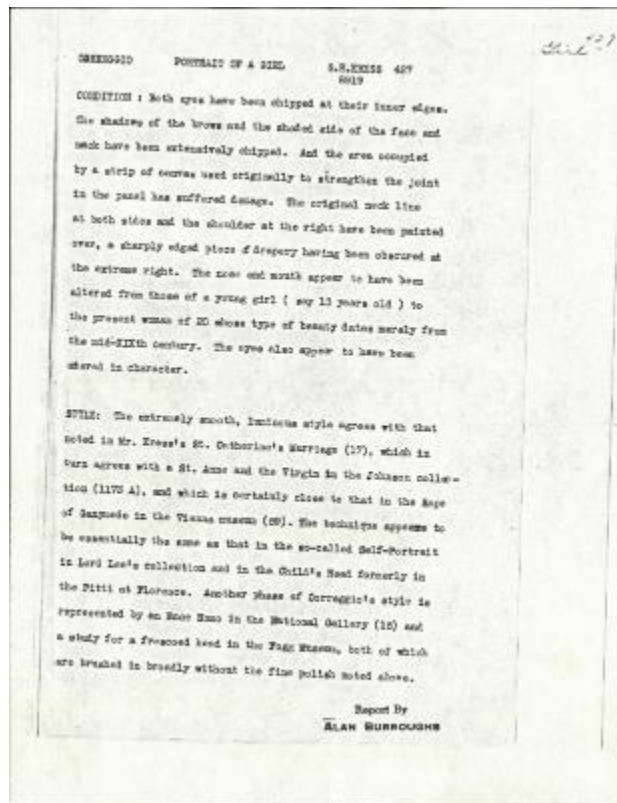 Girl 427
CORREGGIO PORTRAIT OF A GIRL S.H.KRESS 427
CONDITION : Both eyes have been chipped at their inner edges.
The shadows of the brows and the shaded side of the face and
neck have been extensively chipped. And the area occupied
by a strip of canvas used originally to strengthen the joint
in the panel has suffered damage. The original neck line
at both sides and the shoulder at the right have been painted
over, a sharply edged piece of drapery having been obscured at
the extreme right. The nose and mouth appear to have been
altered from those of a young girl ( say 13 years old ) to
the present woman of 20 whose type of beauty dates merely from
the mid-XIXth century. The eyes also appear to have been
altered in character.
STYLE: The extremely smooth, luminous style agrees with that
noted in Mr. Kress's St. Catherine's Marriage (17), which in
turn agrees with a St. Anne and the Virgin in the Johnson collec-
tion (1173 A), and which is certainly close to that in the Rape
of Ganymede in the Vienna museum (59). The technique appears to
be essentially the same as that in the so-called Self-Portrait
in Lord Lee's collection and in the Child's Head formerly in
the Pitti at Florence. Another phase of Correggio's style is
represented by an Ecce Homo in the National Gallery (15) and
a study for a frescoed head in the Fogg Museum, both of which
are brushed in broadly without the fine polish noted above.
Report By
ALAN BURROUGHS